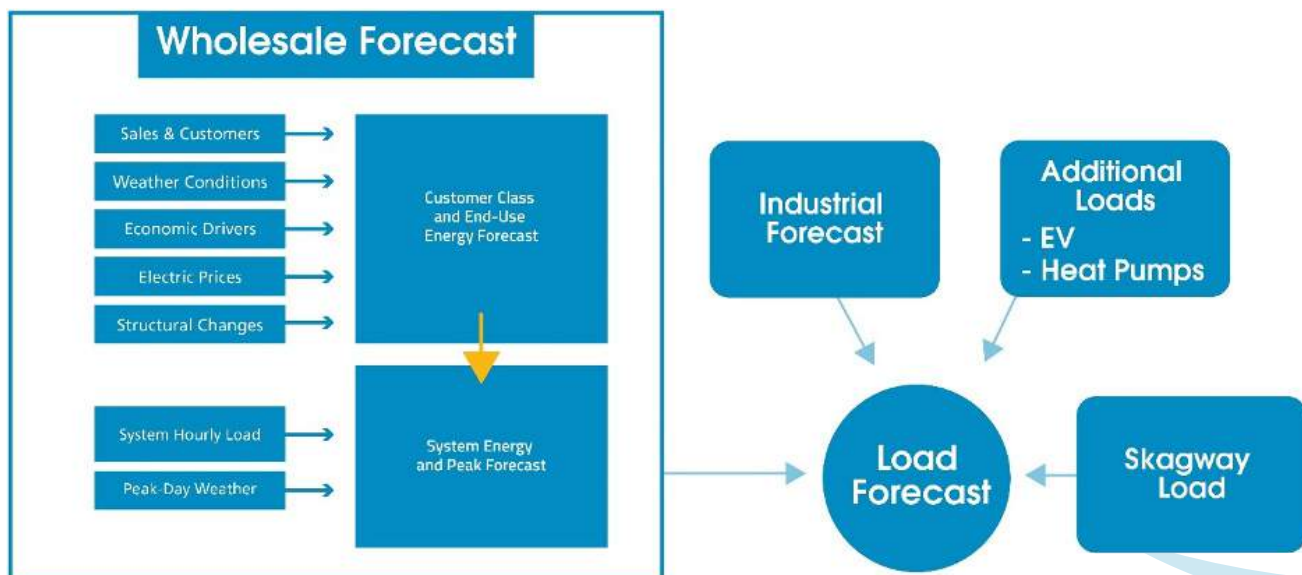 Wholesale Forecast
Sales & Customers
Weather Conditions
Economic Drivers
Electric Prices
Structural Changes
Customer Class
and End-Use
Energy Forecast
System Hourly Load
Peak-Day Weather
System Energy
and Peak Forecast
Industrial
Forecast
Additional
Loads
- EV
- Heat Pumps
Load
Forecast
Skagway
Load